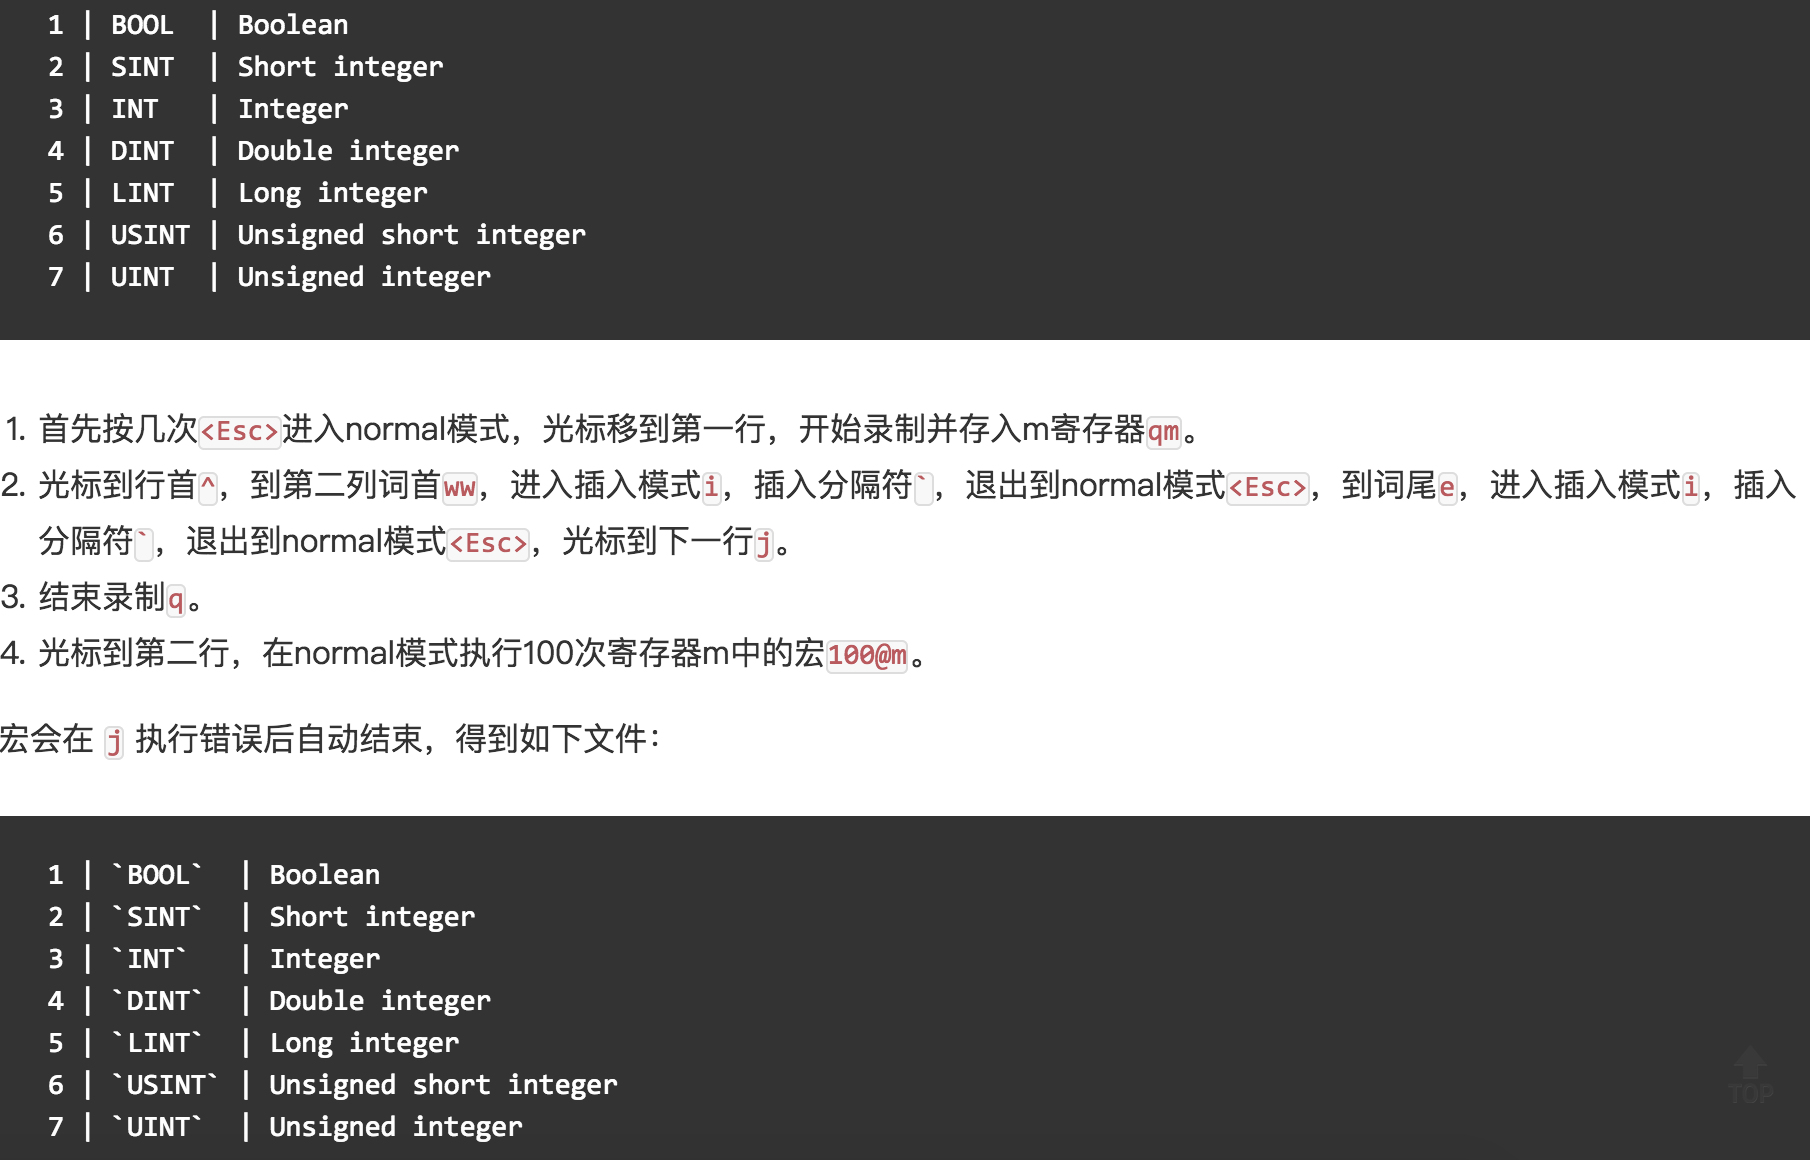 1 | BOOL  | Boolean
2 | SINT  | Short integer
3 | INT   | Integer
4 | DINT  | Double integer
5 | LINT  | Long integer
6 | USINT | Unsigned short integer
7 | UINT  | Unsigned integer
1. 首先按几次<Esc>进入normal模式，光标移到第一行，开始录制并存入m寄存器qm。
2. 光标到行首^，到第二列词首ww，进入插入模式i，插入分隔符`，退出到normal模式<Esc>，到词尾e，进入插入模式i，插入
分隔符`，退出到normal模式<Esc>，光标到下一行j。
3. 结束录制q。
4. 光标到第二行，在normal模式执行100次寄存器m中的宏100@m。
宏会在 j 执行错误后自动结束，得到如下文件：
1 | `BOOL`  | Boolean
2 | `SINT`  | Short integer
3 | `INT`   | Integer
4 | `DINT`  | Double integer
5 | `LINT`  | Long integer
6 | `USINT` | Unsigned short integer
7 | `UINT`  | Unsigned integer
TOP